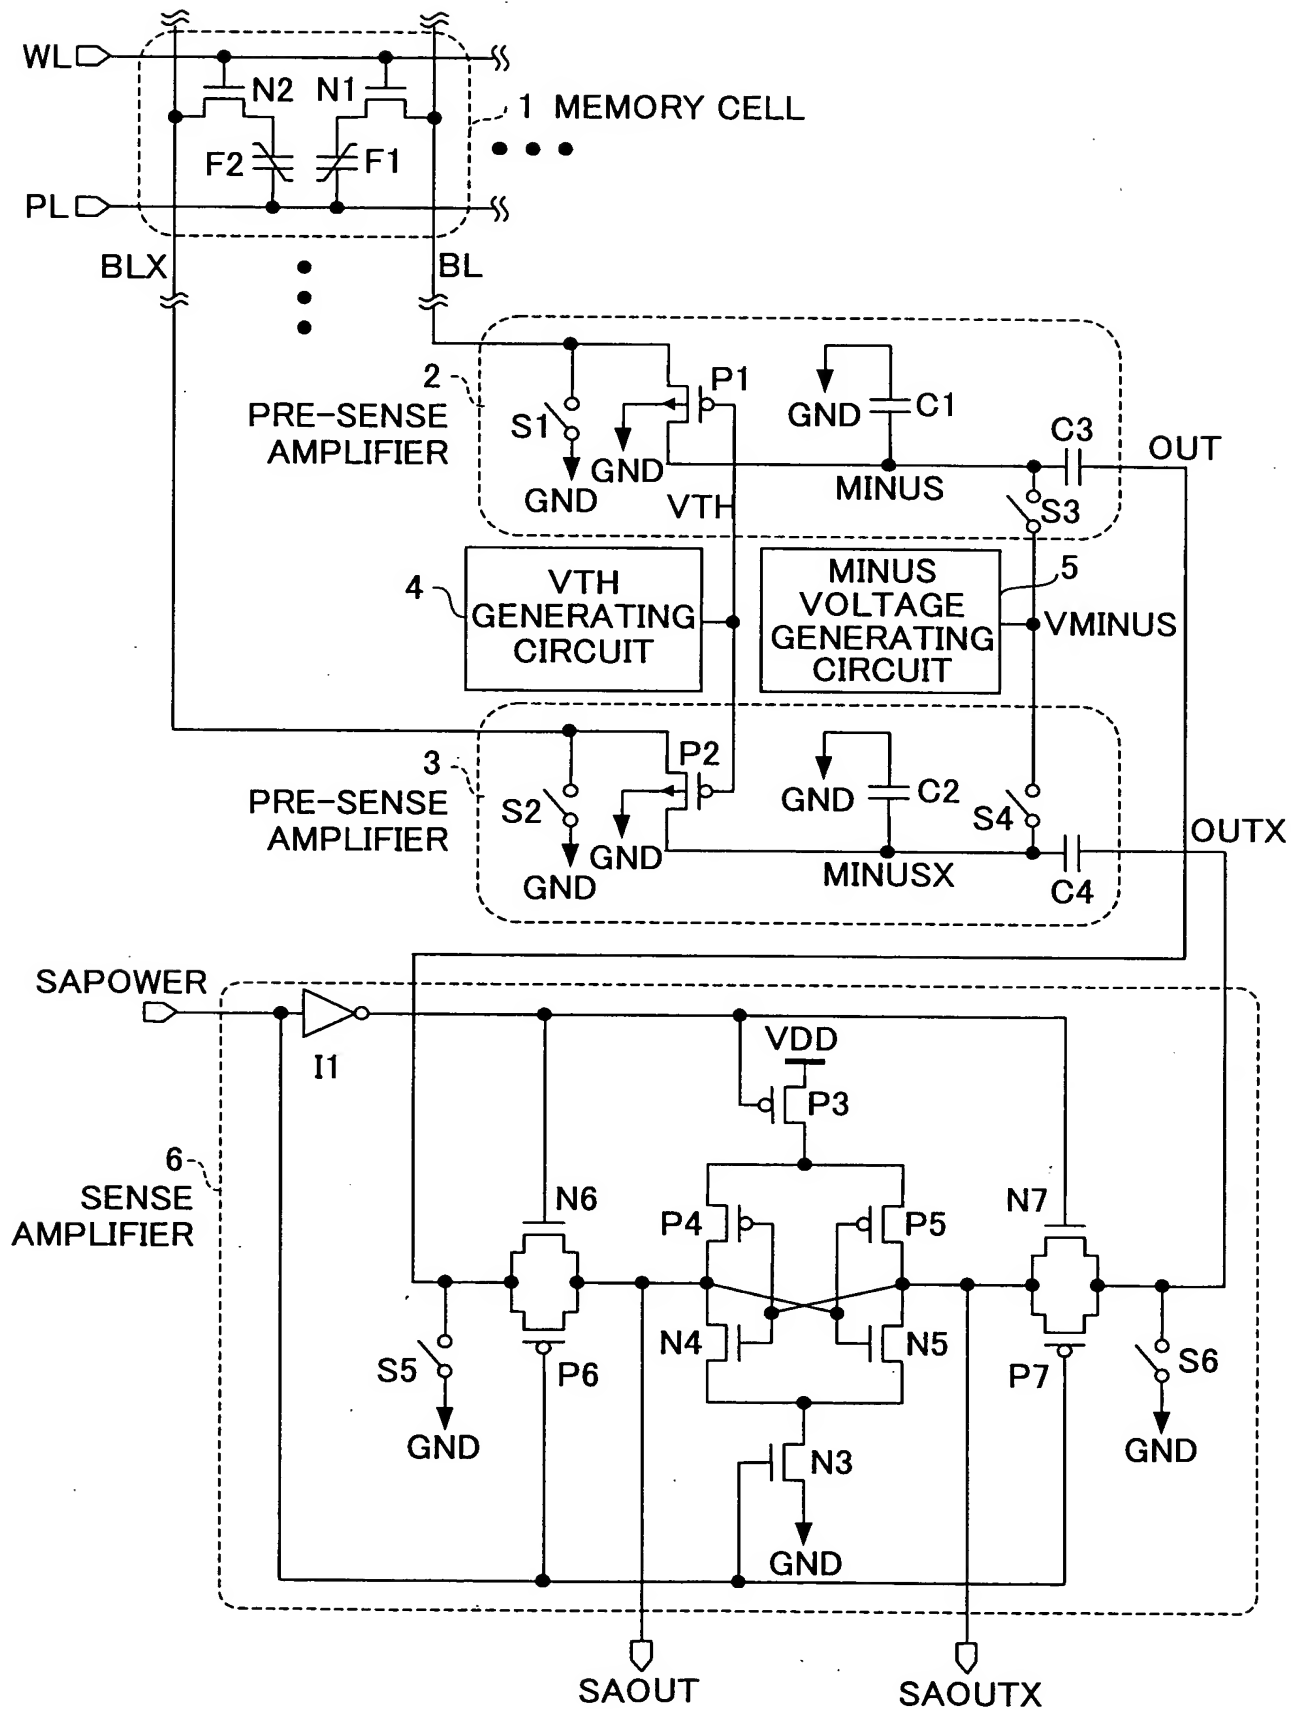 WL
N2
N1
1 MEMORY CELL
F2
F1
PL
BLX
BL
2
PRE-SENSE
AMPLIFIER
S1
GND
GND
P1
VTH
GND
C1
MINUS
C3
OUT
S3
4
VTH
GENERATING
CIRCUIT
MINUS
VOLTAGE
GENERATING
CIRCUIT
5
VMINUS
3
PRE-SENSE
AMPLIFIER
S2
GND
GND
P2
GND
C2
MINUSX
S4
C4
OUTX
SAPOWER
I1
VDD
P3
6
SENSE
AMPLIFIER
N6
P4
P5
N7
N4
N5
S5
P6
P7
S6
GND
GND
N3
GND
SAOUT
SAOUTX